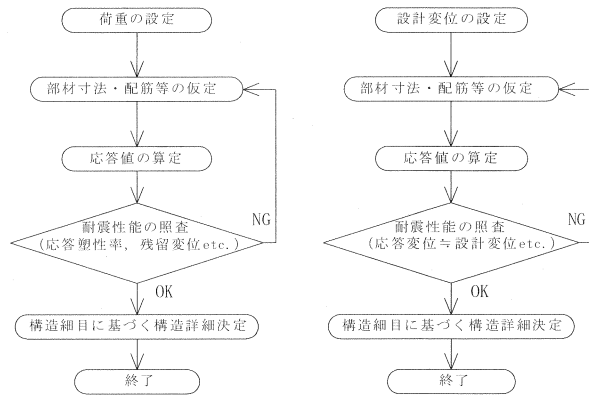 荷重の設定
部材寸法・配筋等の仮定
応答値の算定
耐震性能の照査
(応答塑性率，残留変位etc.)
NG
OK
構造細目に基づく構造詳細決定
終了
設計変位の設定
部材寸法・配筋等の仮定
応答値の算定
耐震性能の照査
(応答変位≒設計変位etc.)
NG
OK
構造細目に基づく構造詳細決定
終了